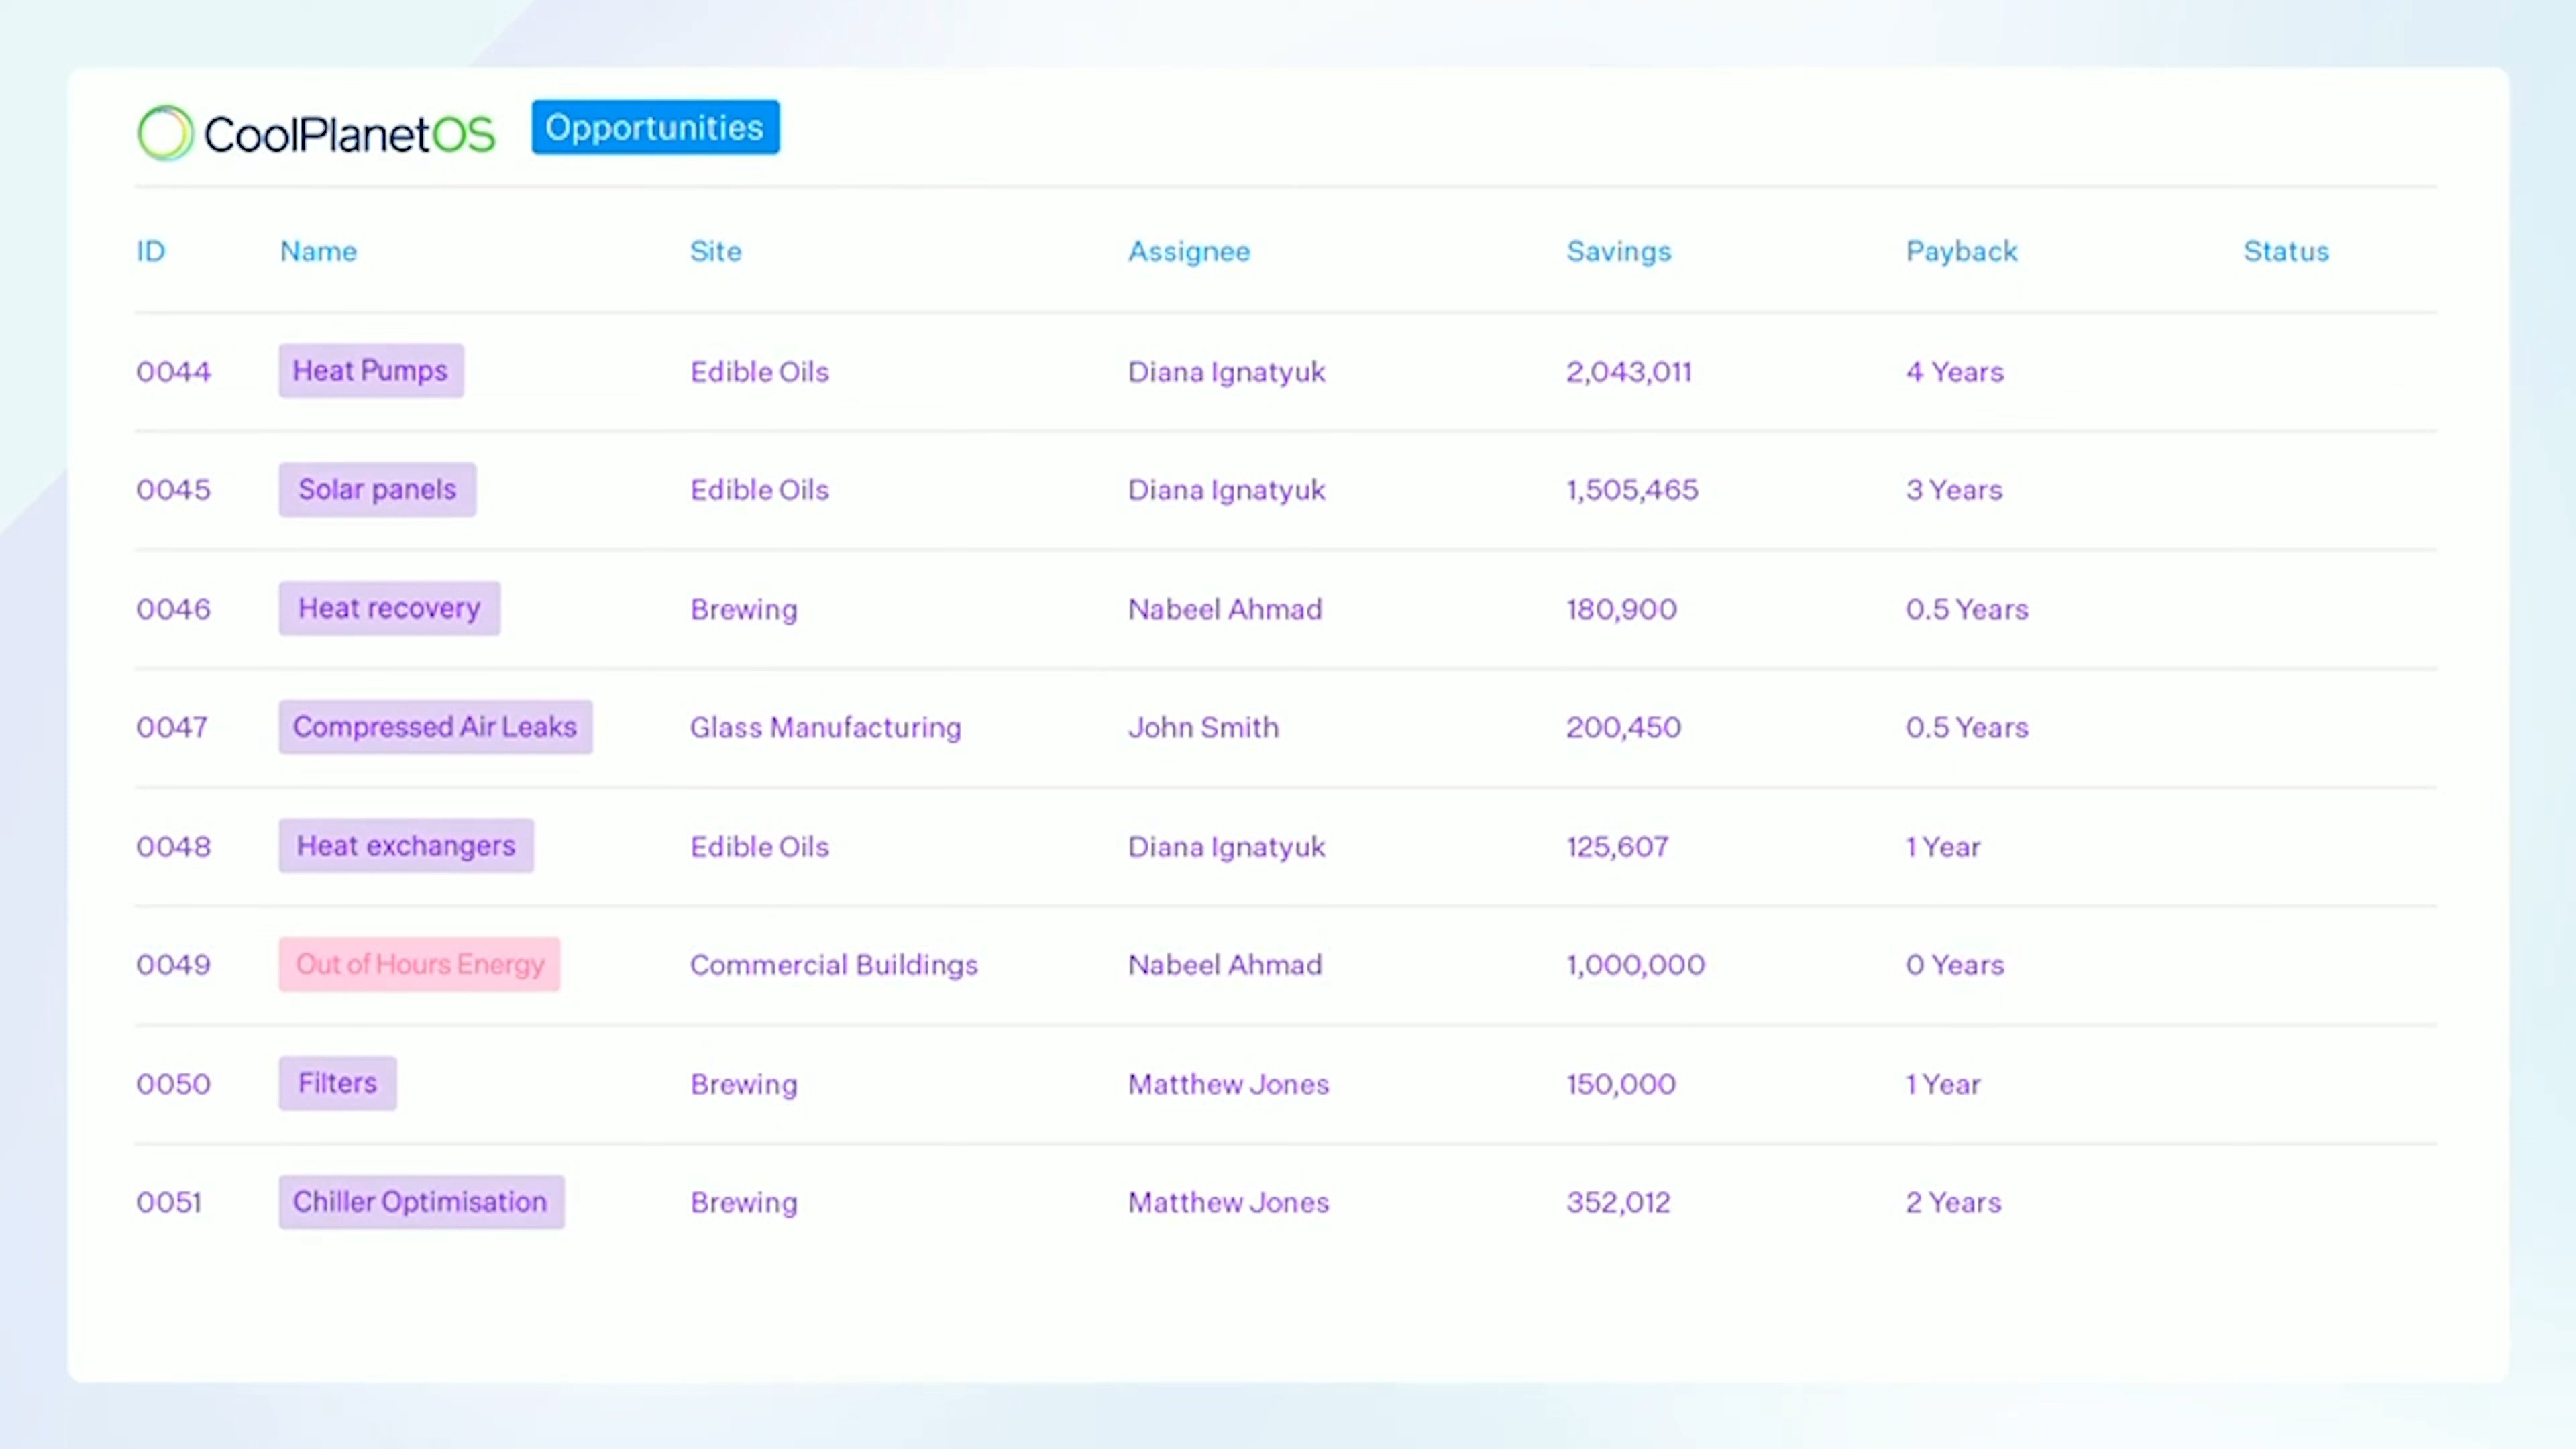 CoolPlanetOS Opportunities
ID Name Site Assignee Savings Payback Status
0044 Heat Pumps Edible Oils Diana Ignatyuk 2,043,011 4 Years
0045 Solar panels Edible Oils Diana Ignatyuk 1,505,465 3 Years
0046 Heat recovery Brewing Nabeel Ahmad 180,900 0.5 Years
0047 Compressed Air Leaks Glass Manufacturing John Smith 200,450 0.5 Years
0048 Heat exchangers Edible Oils Diana Ignatyuk 125,607 1 Year
0049 Out of Hours Energy Commercial Buildings Nabeel Ahmad 1,000,000 0 Years
0050 Filters Brewing Matthew Jones 150,000 1 Year
0051 Chiller Optimisation Brewing Matthew Jones 352,012 2 Years